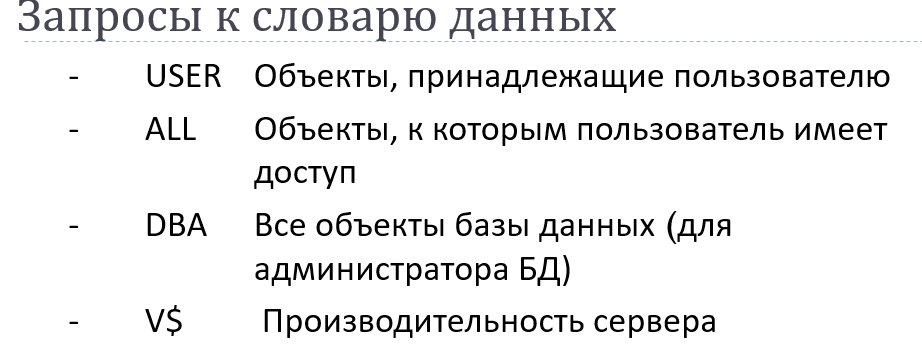 Запросы к словарю данных
- USER Объекты, принадлежащие пользователю
- ALL Объекты, к которым пользователь имеет
доступ
- DBA Все объекты базы данных (для
администратора БД)
- V$ Производительность сервера